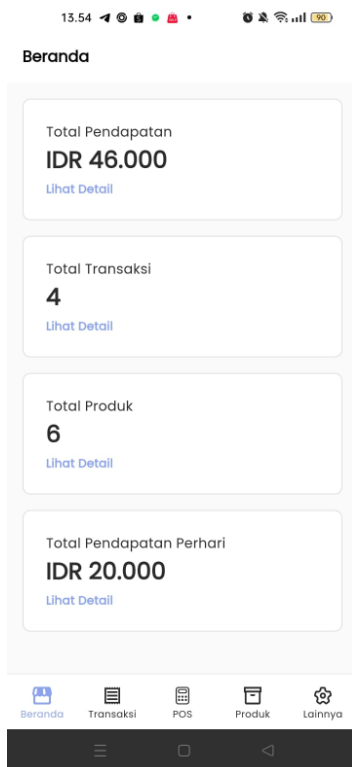 13.54
90
Beranda
Total Pendapatan
IDR 46.000
Lihat Detail
Total Transaksi
4
Lihat Detail
Total Produk
6
Lihat Detail
Total Pendapatan Perhari
IDR 20.000
Lihat Detail
Beranda
Transaksi
POS
Produk
Lainnya